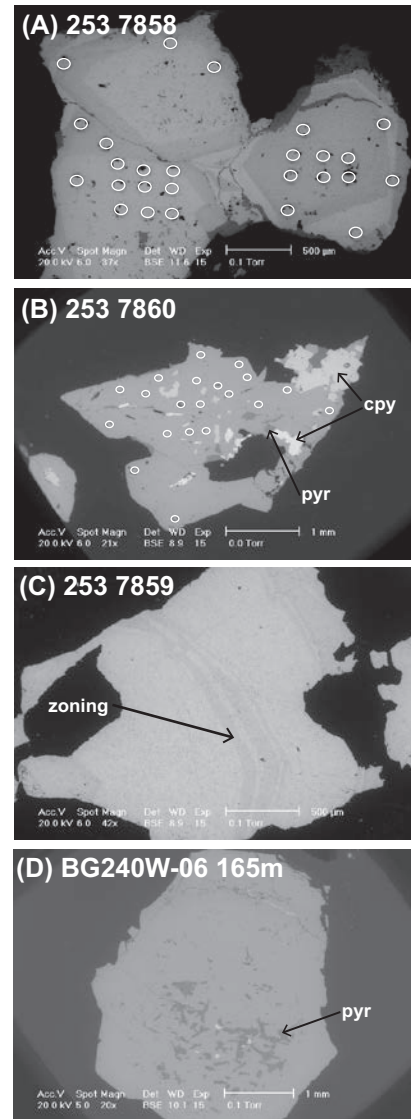 (A) 253 7858
Acc.V Spot Magn Det WD Exp 500 µm
20.0 kV 6.0 37x BSE 11.6 15 0.1 Torr
(B) 253 7860
cpy
pyr
Acc.V Spot Magn Det WD Exp 1 mm
20.0 kV 6.0 21x BSE 8.9 15 0.0 Torr
(C) 253 7859
zoning
Acc.V Spot Magn Det WD Exp 500 µm
20.0 kV 6.0 42x BSE 8.9 15 0.1 Torr
(D) BG240W-06 165m
pyr
Acc.V Spot Magn Det WD Exp 1 mm
20.0 kV 5.0 20x BSE 10.1 15 0.1 Torr